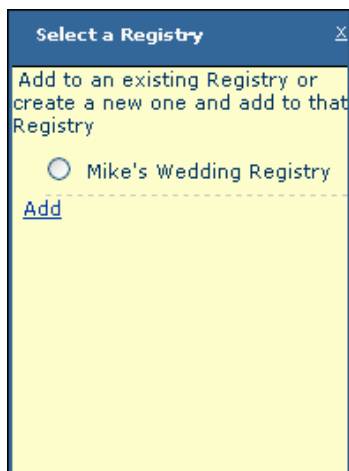 Select a Registry X
Add to an existing Registry or
create a new one and add to that
Registry
Mike's Wedding Registry
Add